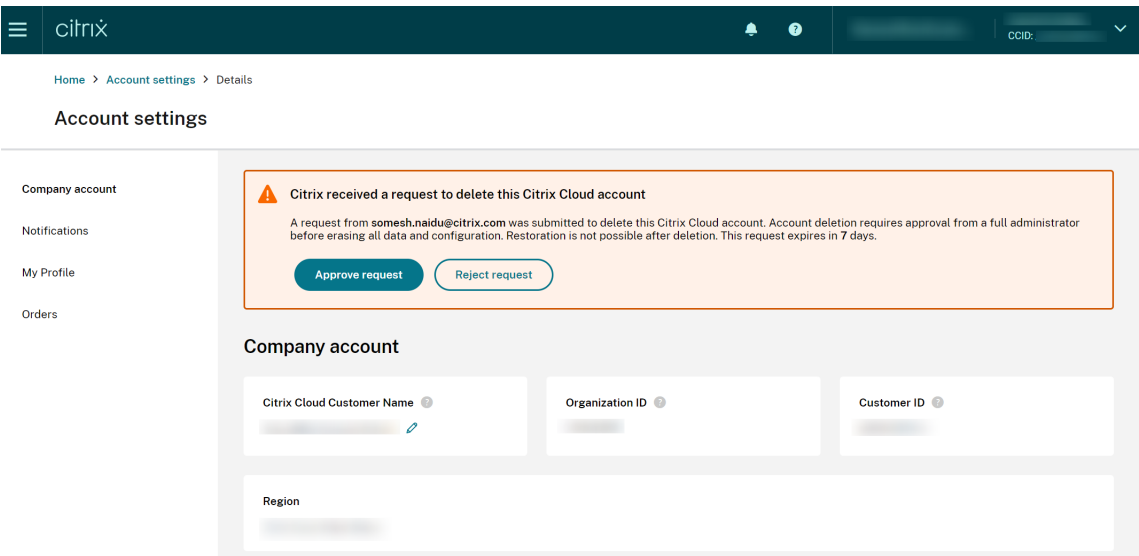 citrix
CCID:
Home > Account settings > Details
Account settings
Company account
Notifications
My Profile
Orders
Citrix received a request to delete this Citrix Cloud account
A request from somesh.naidu@citrix.com was submitted to delete this Citrix Cloud account. Account deletion requires approval from a full administrator
before erasing all data and configuration. Restoration is not possible after deletion. This request expires in 7 days.
Approve request
Reject request
Company account
Citrix Cloud Customer Name
Organization ID
Customer ID
Region